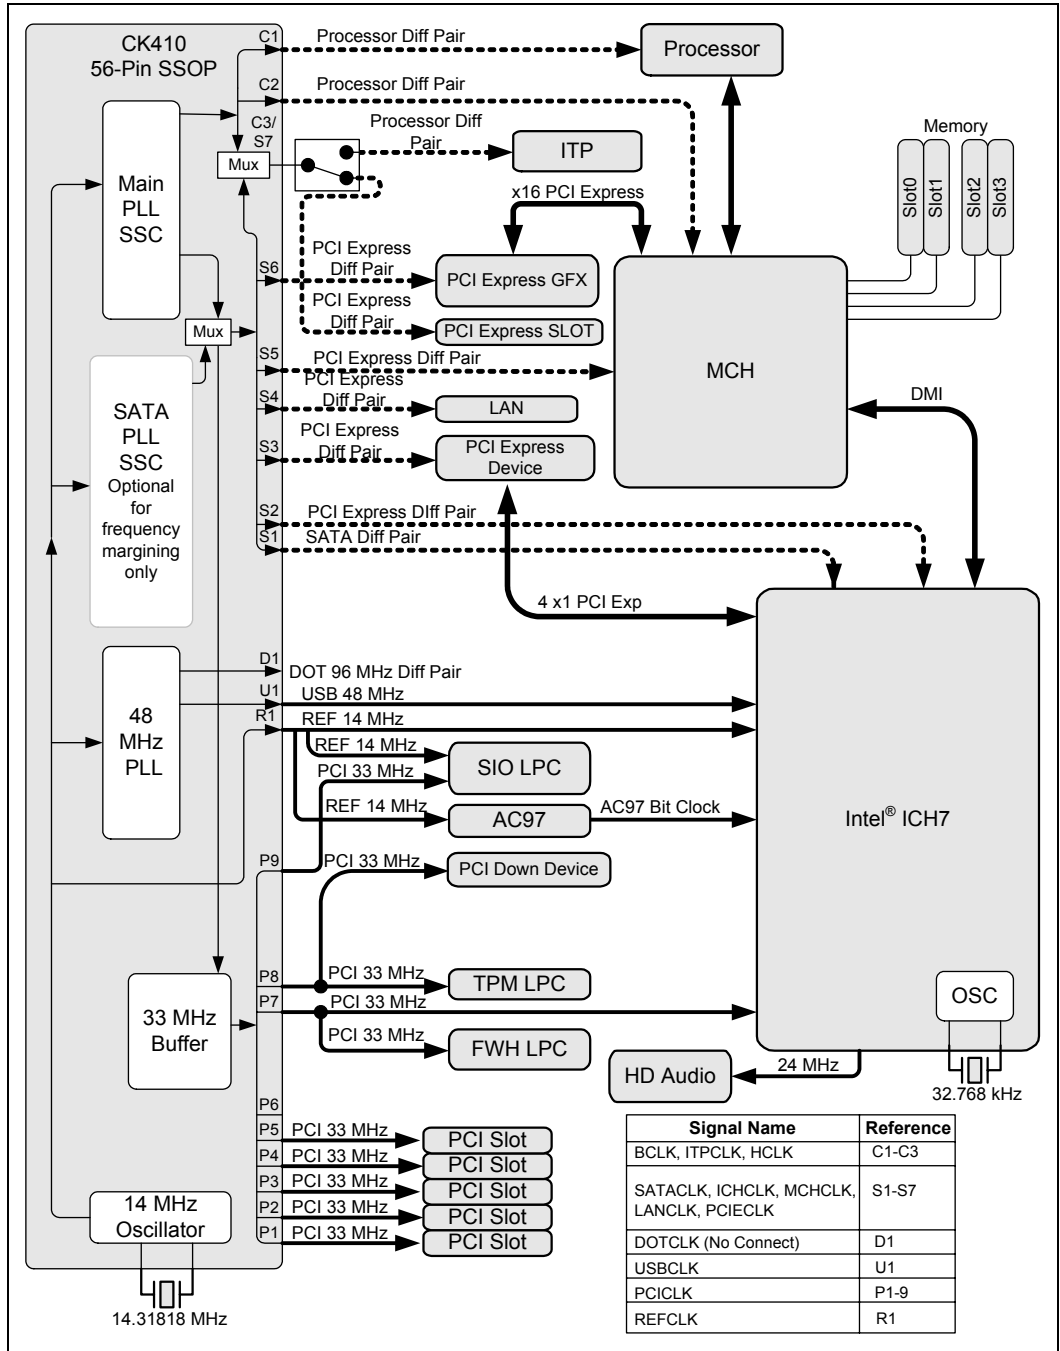 CK410
56-Pin SSOP
C1
Processor Diff Pair
Processor
C2
Processor Diff Pair
C3/
S7
Mux
Processor Diff
Pair
ITP
Memory
Slot0
Slot1
Slot2
Slot3
Main
PLL
SSC
x16 PCI Express
S6
PCI Express
Diff Pair
PCI Express GFX
PCI Express
Diff Pair
PCI Express SLOT
Mux
MCH
S5
PCI Express Diff Pair
S4
PCI Express
Diff Pair
LAN
DMI
SATA
PLL
SSC
Optional
for
frequency
margining
only
S3
PCI Express
Diff Pair
PCI Express
Device
S2
PCI Express DIff Pair
S1
SATA Diff Pair
4 x1 PCI Exp
D1
DOT 96 MHz Diff Pair
U1
USB 48 MHz
R1
REF 14 MHz
48
MHz
PLL
REF 14 MHz
PCI 33 MHz
SIO LPC
REF 14 MHz
AC97
AC97 Bit Clock
Intel® ICH7
P9
PCI 33 MHz
PCI Down Device
P8
PCI 33 MHz
TPM LPC
P7
PCI 33 MHz
33 MHz
Buffer
PCI 33 MHz
FWH LPC
OSC
HD Audio
24 MHz
32.768 kHz
P6
P5
PCI 33 MHz
PCI Slot
P4
PCI 33 MHz
PCI Slot
P3
PCI 33 MHz
PCI Slot
P2
PCI 33 MHz
PCI Slot
P1
PCI 33 MHz
PCI Slot
14 MHz
Oscillator
14.31818 MHz
Signal Name Reference
BCLK, ITPCLK, HCLK C1-C3
SATACLK, ICHCLK, MCHCLK, S1-S7
LANCLK, PCIECLK
DOTCLK (No Connect) D1
USBCLK U1
PCICLK P1-9
REFCLK R1